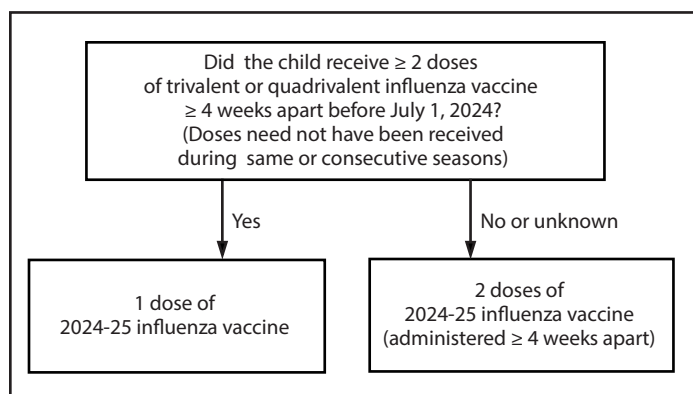 Did the child receive ≥ 2 doses
of trivalent or quadrivalent influenza vaccine
≥ 4 weeks apart before July 1, 2024?
(Doses need not have been received
during same or consecutive seasons)
Yes
No or unknown
1 dose of
2024-25 influenza vaccine
2 doses of
2024-25 influenza vaccine
(administered ≥ 4 weeks apart)